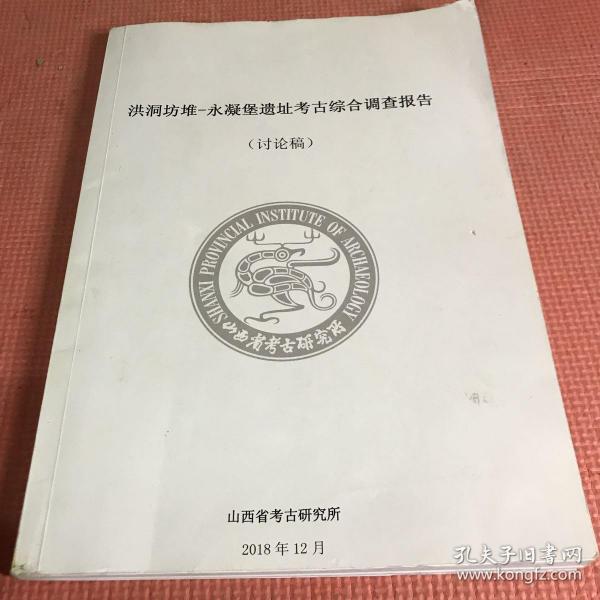 洪洞坊堆-永凝堡遗址考古综合调查报告
（讨论稿）
SHANXI PROVINCIAL INSTITUTE OF ARCHAEOLOGY
山西省考古研究所
山西省考古研究所
2018年12月
孔夫子旧书网
www.kongfz.com